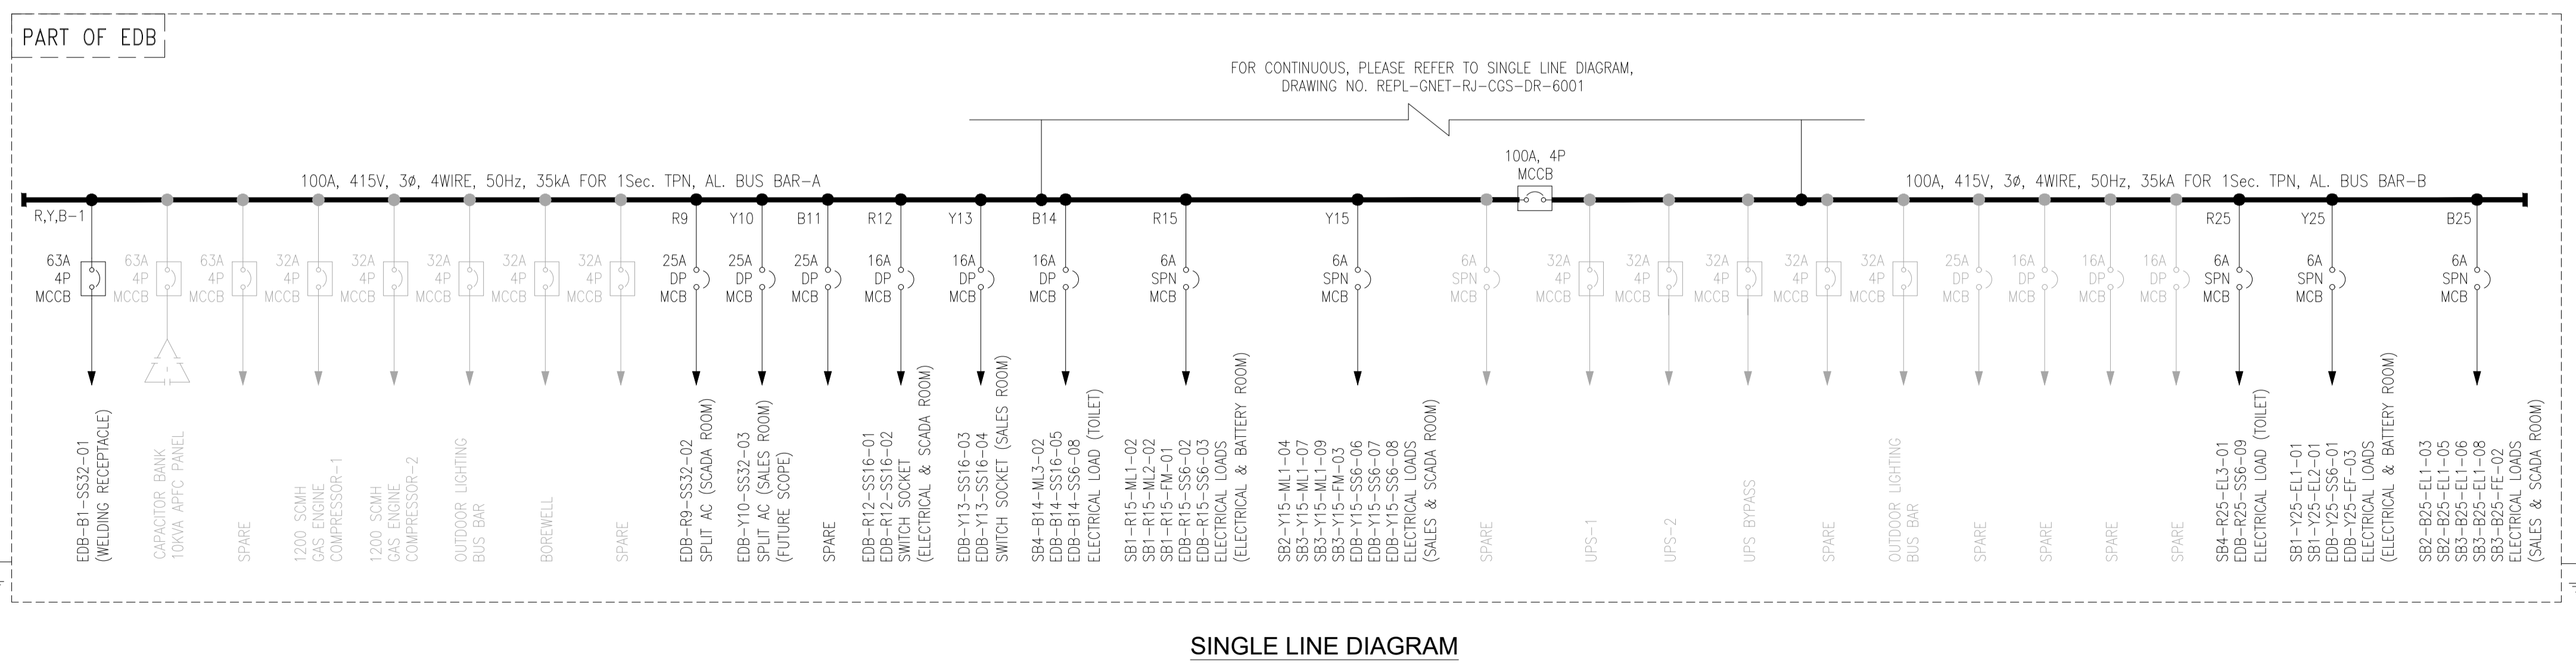 PART OF EDB
FOR CONTINUOUS, PLEASE REFER TO SINGLE LINE DIAGRAM,
DRAWING NO. REPL-GNET-RJ-CGS-DR-6001
100A, 4P
MCCB
100A, 415V, 3ø, 4WIRE, 50Hz, 35kA FOR 1Sec. TPN, AL. BUS BAR-A
100A, 415V, 3ø, 4WIRE, 50Hz, 35kA FOR 1Sec. TPN, AL. BUS BAR-B
R,Y,B-1
63A
4P
MCCB
EDB-B1-SS32-01
(WELDING RECEPTACLE)
63A
4P
MCCB
CAPACITOR BANK
10KVA APFC PANEL
63A
4P
MCCB
SPARE
32A
4P
MCCB
1200 SCMH
GAS ENGINE
COMPRESSOR-1
32A
4P
MCCB
1200 SCMH
GAS ENGINE
COMPRESSOR-2
32A
4P
MCCB
OUTDOOR LIGHTING
BUS BAR
32A
4P
MCCB
BOREWELL
32A
4P
MCCB
SPARE
R9
25A
DP
MCB
EDB-R9-SS32-02
SPLIT AC (SCADA ROOM)
Y10
25A
DP
MCB
EDB-Y10-SS32-03
SPLIT AC (SALES ROOM)
(FUTURE SCOPE)
B11
25A
DP
MCB
SPARE
R12
16A
DP
MCB
EDB-R12-SS16-01
EDB-R12-SS16-02
SWITCH SOCKET
(ELECTRICAL & SCADA ROOM)
Y13
16A
DP
MCB
EDB-Y13-SS16-03
EDB-Y13-SS16-04
SWITCH SOCKET (SALES ROOM)
B14
16A
DP
MCB
SB4-B14-ML3-02
EDB-B14-SS16-05
EDB-B14-SS6-08
ELECTRICAL LOAD (TOILET)
R15
6A
SPN
MCB
SB1-R15-ML1-02
SB1-R15-ML2-02
SB1-R15-FM-01
EDB-R15-SS6-02
EDB-R15-SS6-03
ELECTRICAL LOADS
(ELECTRICAL & BATTERY ROOM)
Y15
6A
SPN
MCB
SB2-Y15-ML1-04
SB3-Y15-ML1-07
SB3-Y15-ML1-09
SB3-Y15-FM-03
EDB-Y15-SS6-06
EDB-Y15-SS6-07
EDB-Y15-SS6-08
ELECTRICAL LOADS
(SALES & SCADA ROOM)
6A
SPN
MCB
SPARE
32A
4P
MCCB
UPS-1
32A
4P
MCCB
UPS-2
32A
4P
MCCB
UPS BYPASS
32A
4P
MCCB
SPARE
32A
4P
MCCB
OUTDOOR LIGHTING
BUS BAR
25A
DP
MCB
SPARE
16A
DP
MCB
SPARE
16A
DP
MCB
SPARE
16A
DP
MCB
SPARE
R25
6A
SPN
MCB
SB4-R25-EL3-01
EDB-R25-SS6-09
ELECTRICAL LOAD (TOILET)
Y25
6A
SPN
MCB
SB1-Y25-EL1-01
SB1-Y25-EL2-01
EDB-Y25-SS6-01
EDB-Y25-EF-03
ELECTRICAL LOADS
(ELECTRICAL & BATTERY ROOM)
B25
6A
SPN
MCB
SB2-B25-EL1-03
SB2-B25-EL1-05
SB3-B25-EL1-06
SB3-B25-EL1-08
SB3-B25-FE-02
ELECTRICAL LOADS
(SALES & SCADA ROOM)
SINGLE LINE DIAGRAM